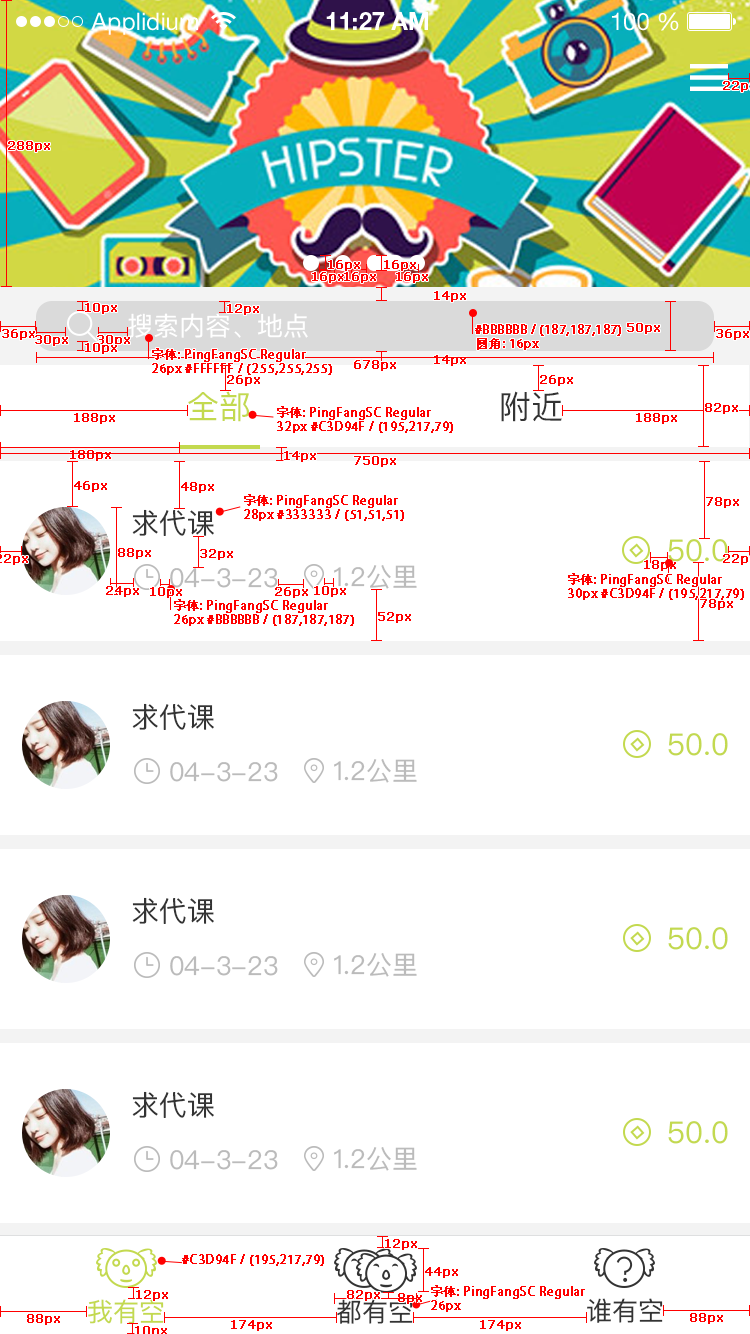 Applidium 11:27 AM 100 %
22px
288px
HIPSTER
16px 16px
16px 16px 16px
10px 12px 14px
36px 30px 30px 搜索内容、地点 #BBBBBB / (187,187,187) 50px 36px
圆角: 16px
10px
字体: PingFangSC Regular
26px #FFFFFF / (255,255,255) 678px 14px
26px 26px
188px 全部 附近 188px 82px
字体: PingFangSC Regular
32px #C3D94F / (195,217,79)
180px 14px 750px
46px 48px 78px
求代课
字体: PingFangSC Regular
28px #333333 / (51,51,51)
22px 88px 32px 50.0 22px
18px
04-3-23 1.2公里
24px 10px 26px 10px
字体: PingFangSC Regular
30px #C3D94F / (195,217,79)
78px
字体: PingFangSC Regular
26px #BBBBBB / (187,187,187)
52px
求代课
04-3-23 1.2公里 50.0
求代课
04-3-23 1.2公里 50.0
求代课
04-3-23 1.2公里 50.0
#C3D94F / (195,217,79) 12px
44px
12px 82px 8px
字体: PingFangSC Regular
26px
88px 我有空 都有空 谁有空 88px
10px 174px 174px